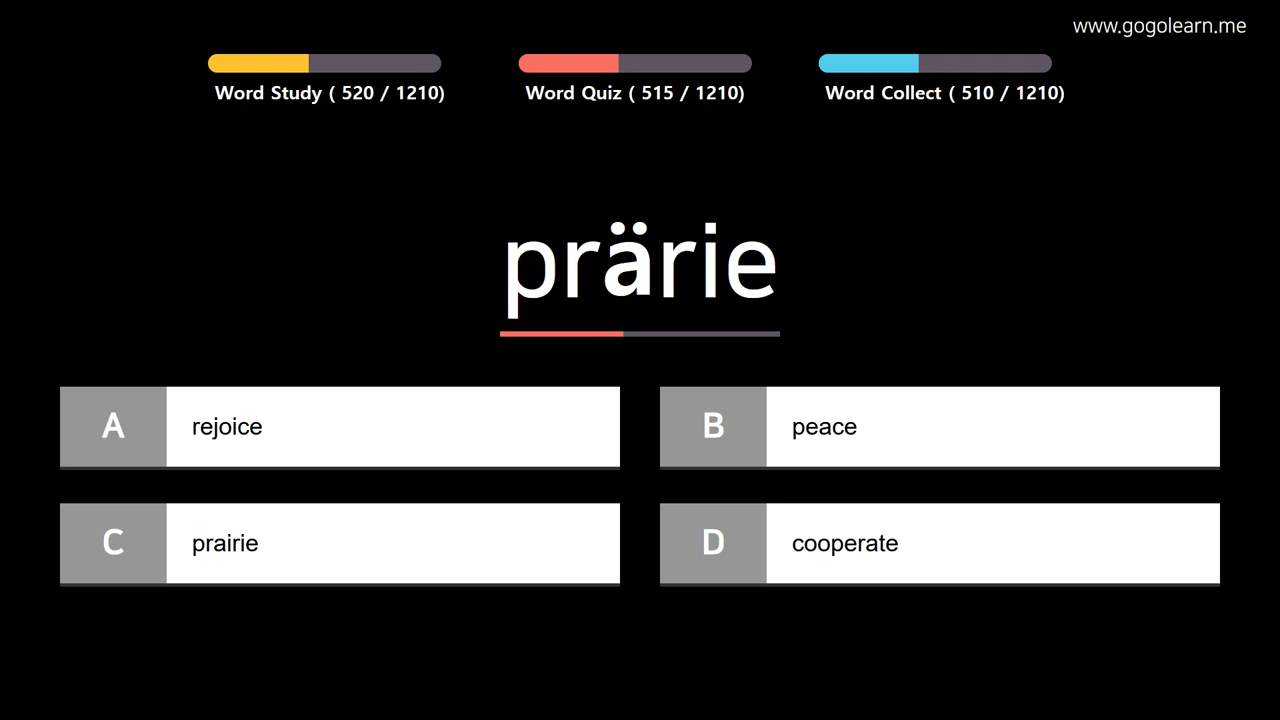 www.gogolearn.me
Word Study ( 520 / 1210)
Word Quiz ( 515 / 1210)
Word Collect ( 510 / 1210)
prärie
A
rejoice
B
peace
C
prairie
D
cooperate